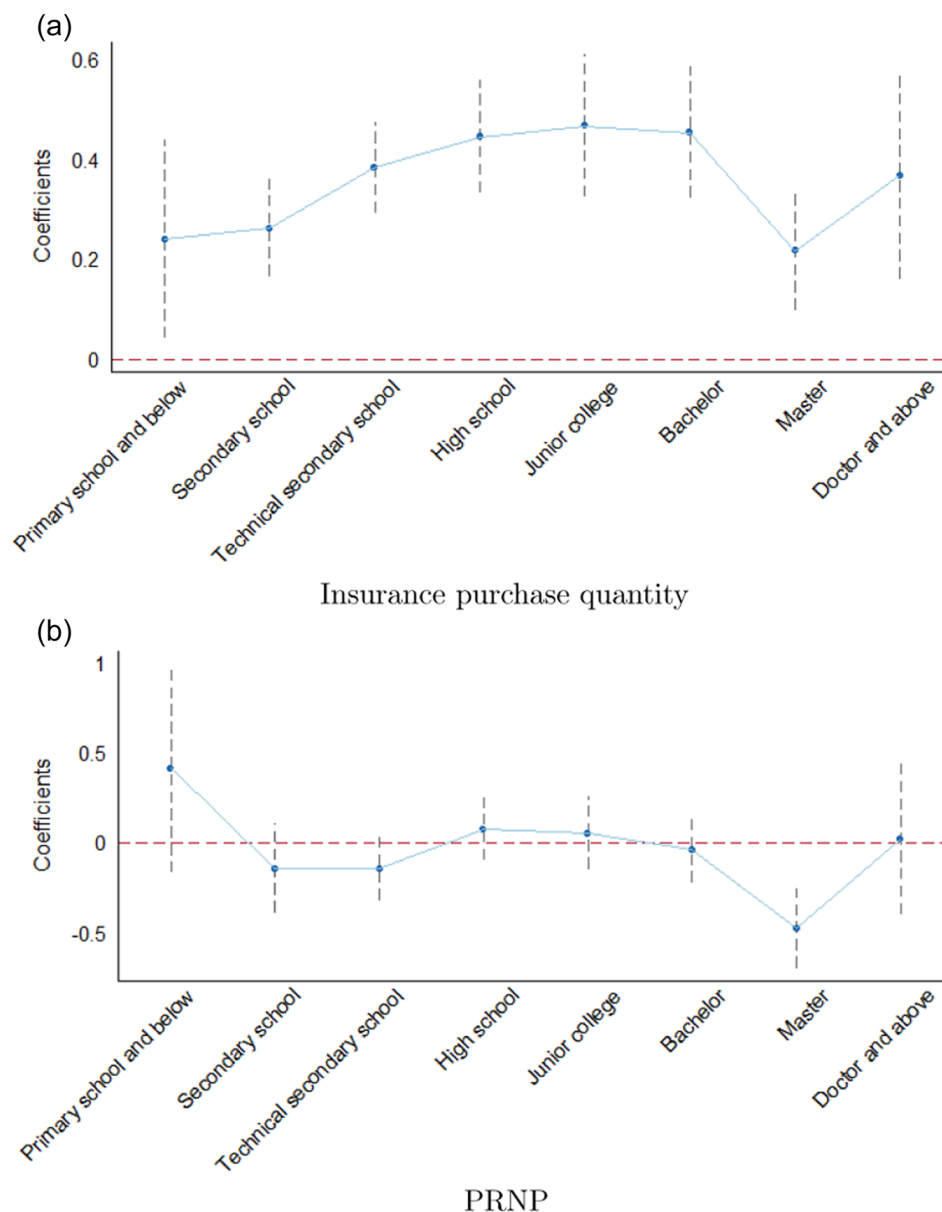 (a)
0.6
0.4
0.2
0
Coefficients
Primary school and below
Secondary school
Technical secondary school
High school
Junior college
Bachelor
Master
Doctor and above
Insurance purchase quantity
(b)
1
0.5
0
-0.5
Coefficients
Primary school and below
Secondary school
Technical secondary school
High school
Junior college
Bachelor
Master
Doctor and above
PRNP